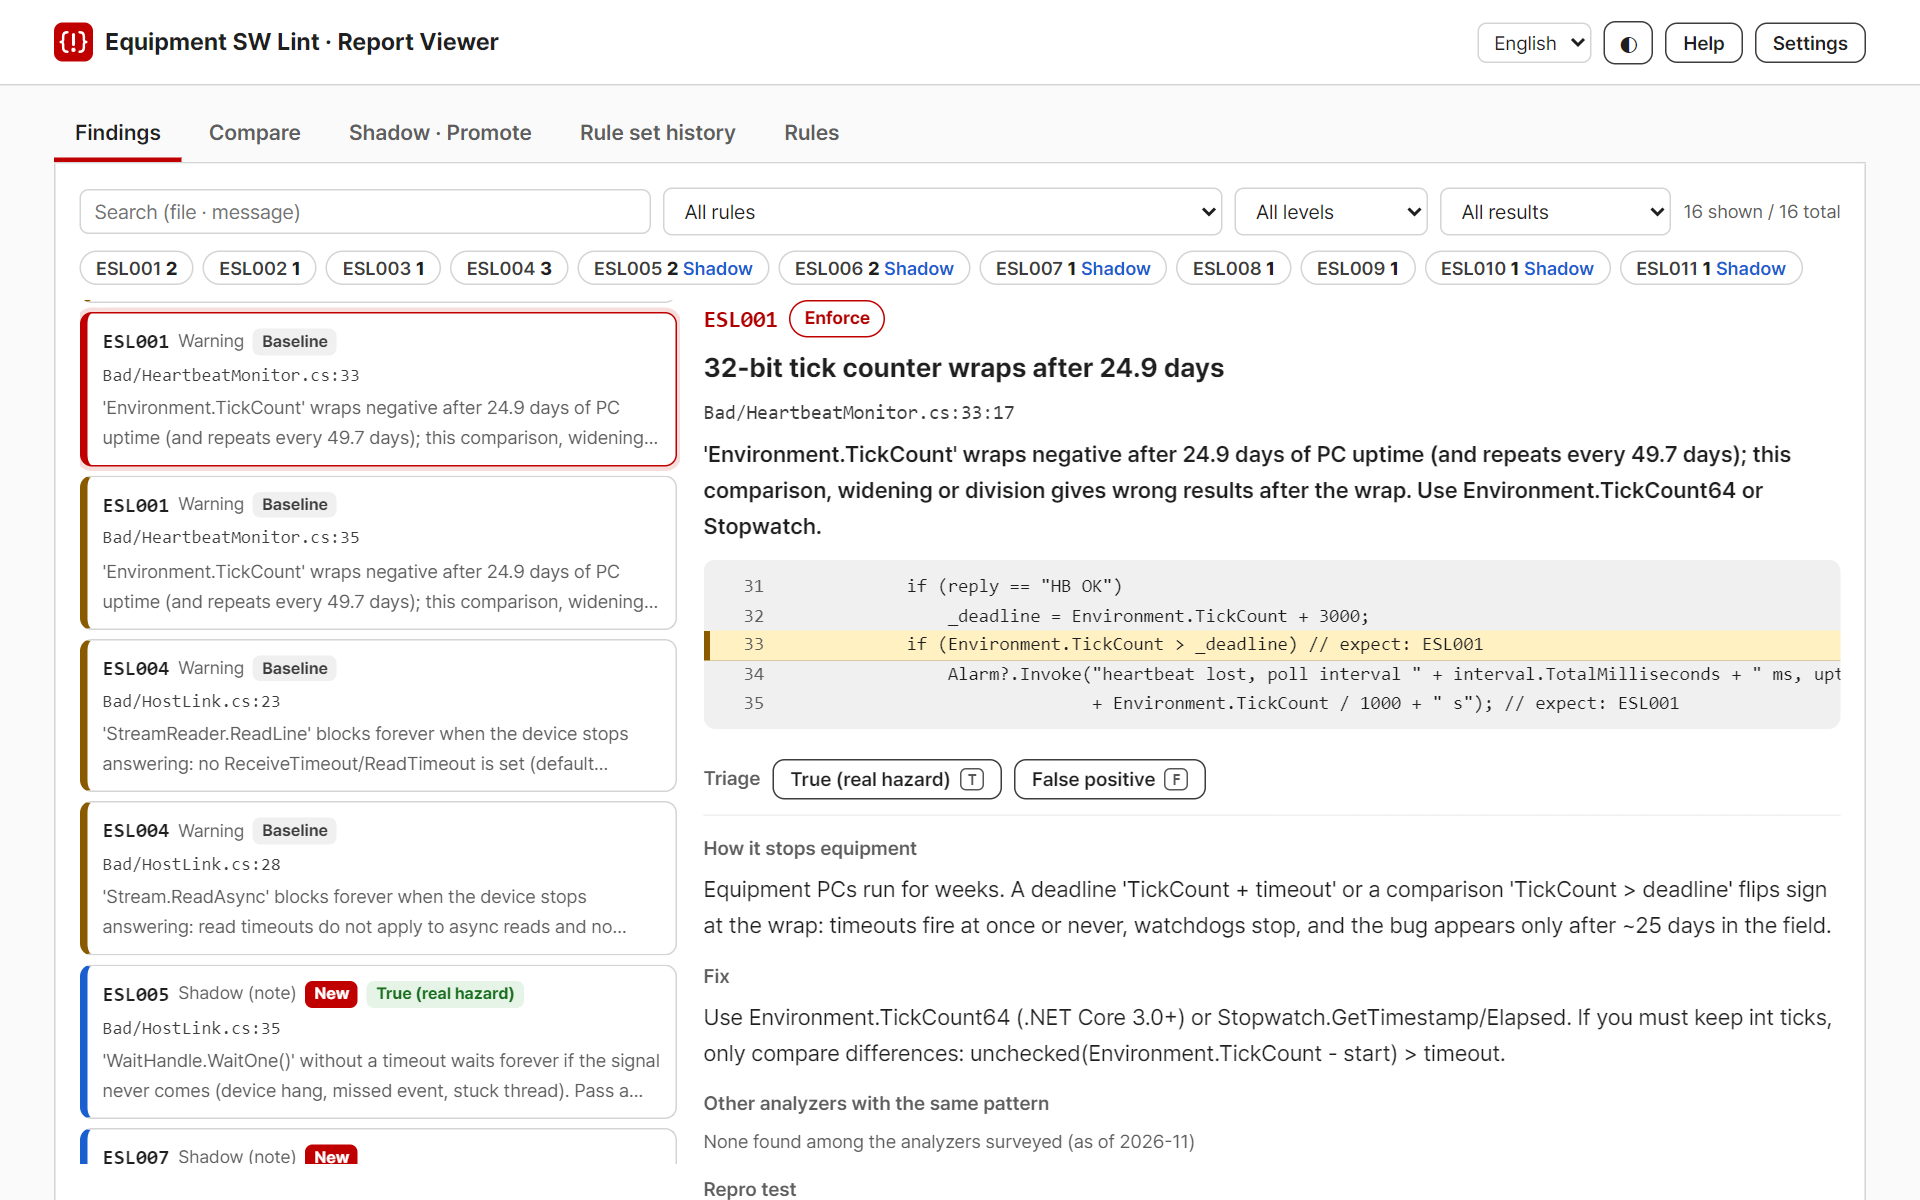 {!} Equipment SW Lint · Report Viewer
English
Help
Settings
Findings
Compare
Shadow · Promote
Rule set history
Rules
Search (file · message)
All rules
All levels
All results
16 shown / 16 total
ESL001 2
ESL002 1
ESL003 1
ESL004 3
ESL005 2 Shadow
ESL006 2 Shadow
ESL007 1 Shadow
ESL008 1
ESL009 1
ESL010 1 Shadow
ESL011 1 Shadow
ESL001 Warning Baseline
Bad/HeartbeatMonitor.cs:33
'Environment.TickCount' wraps negative after 24.9 days of PC
uptime (and repeats every 49.7 days); this comparison, widening...
ESL001 Warning Baseline
Bad/HeartbeatMonitor.cs:35
'Environment.TickCount' wraps negative after 24.9 days of PC
uptime (and repeats every 49.7 days); this comparison, widening...
ESL004 Warning Baseline
Bad/HostLink.cs:23
'StreamReader.ReadLine' blocks forever when the device stops
answering: no ReceiveTimeout/ReadTimeout is set (default...
ESL004 Warning Baseline
Bad/HostLink.cs:28
'Stream.ReadAsync' blocks forever when the device stops
answering: read timeouts do not apply to async reads and no...
ESL005 Shadow (note) New True (real hazard)
Bad/HostLink.cs:35
'WaitHandle.WaitOne()' without a timeout waits forever if the signal
never comes (device hang, missed event, stuck thread). Pass a...
ESL007 Shadow (note) New
ESL001 Enforce
32-bit tick counter wraps after 24.9 days
Bad/HeartbeatMonitor.cs:33:17
'Environment.TickCount' wraps negative after 24.9 days of PC uptime (and repeats every 49.7 days); this
comparison, widening or division gives wrong results after the wrap. Use Environment.TickCount64 or
Stopwatch.
31 if (reply == "HB OK")
32 _deadline = Environment.TickCount + 3000;
33 if (Environment.TickCount > _deadline) // expect: ESL001
34 Alarm?.Invoke("heartbeat lost, poll interval " + interval.TotalMilliseconds + " ms, upt
35 + Environment.TickCount / 1000 + " s"); // expect: ESL001
Triage
True (real hazard) T
False positive F
How it stops equipment
Equipment PCs run for weeks. A deadline 'TickCount + timeout' or a comparison 'TickCount > deadline' flips sign
at the wrap: timeouts fire at once or never, watchdogs stop, and the bug appears only after ~25 days in the field.
Fix
Use Environment.TickCount64 (.NET Core 3.0+) or Stopwatch.GetTimestamp/Elapsed. If you must keep int ticks,
only compare differences: unchecked(Environment.TickCount - start) > timeout.
Other analyzers with the same pattern
None found among the analyzers surveyed (as of 2026-11)
Repro test